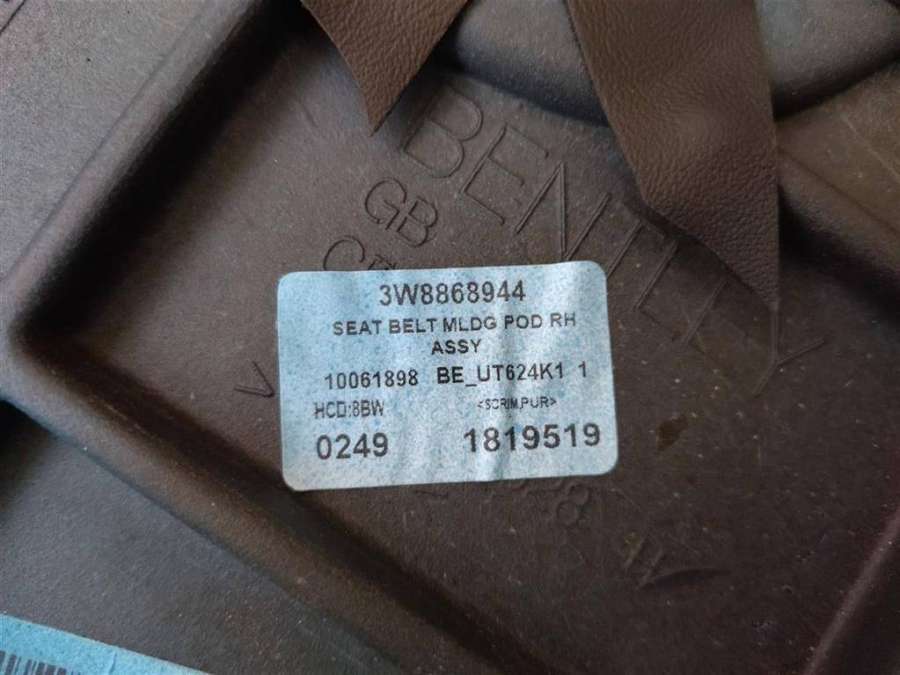 BENTLEY
GB
3W8868944
SEAT BELT MLDG POD RH
ASSY
10061898 BE_UT624K1 1
HCD:8BW <SCRIM,PUR>
0249 1819519